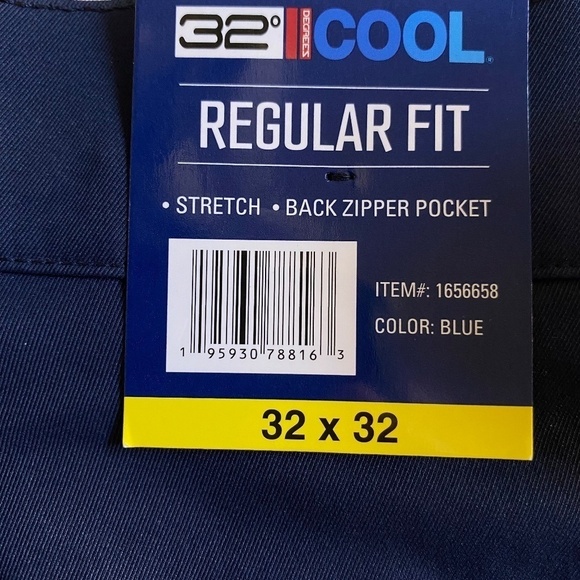 32° DEGREES COOL
REGULAR FIT
• STRETCH • BACK ZIPPER POCKET
ITEM#: 1656658
COLOR: BLUE
1 95930 78816 3
32 x 32